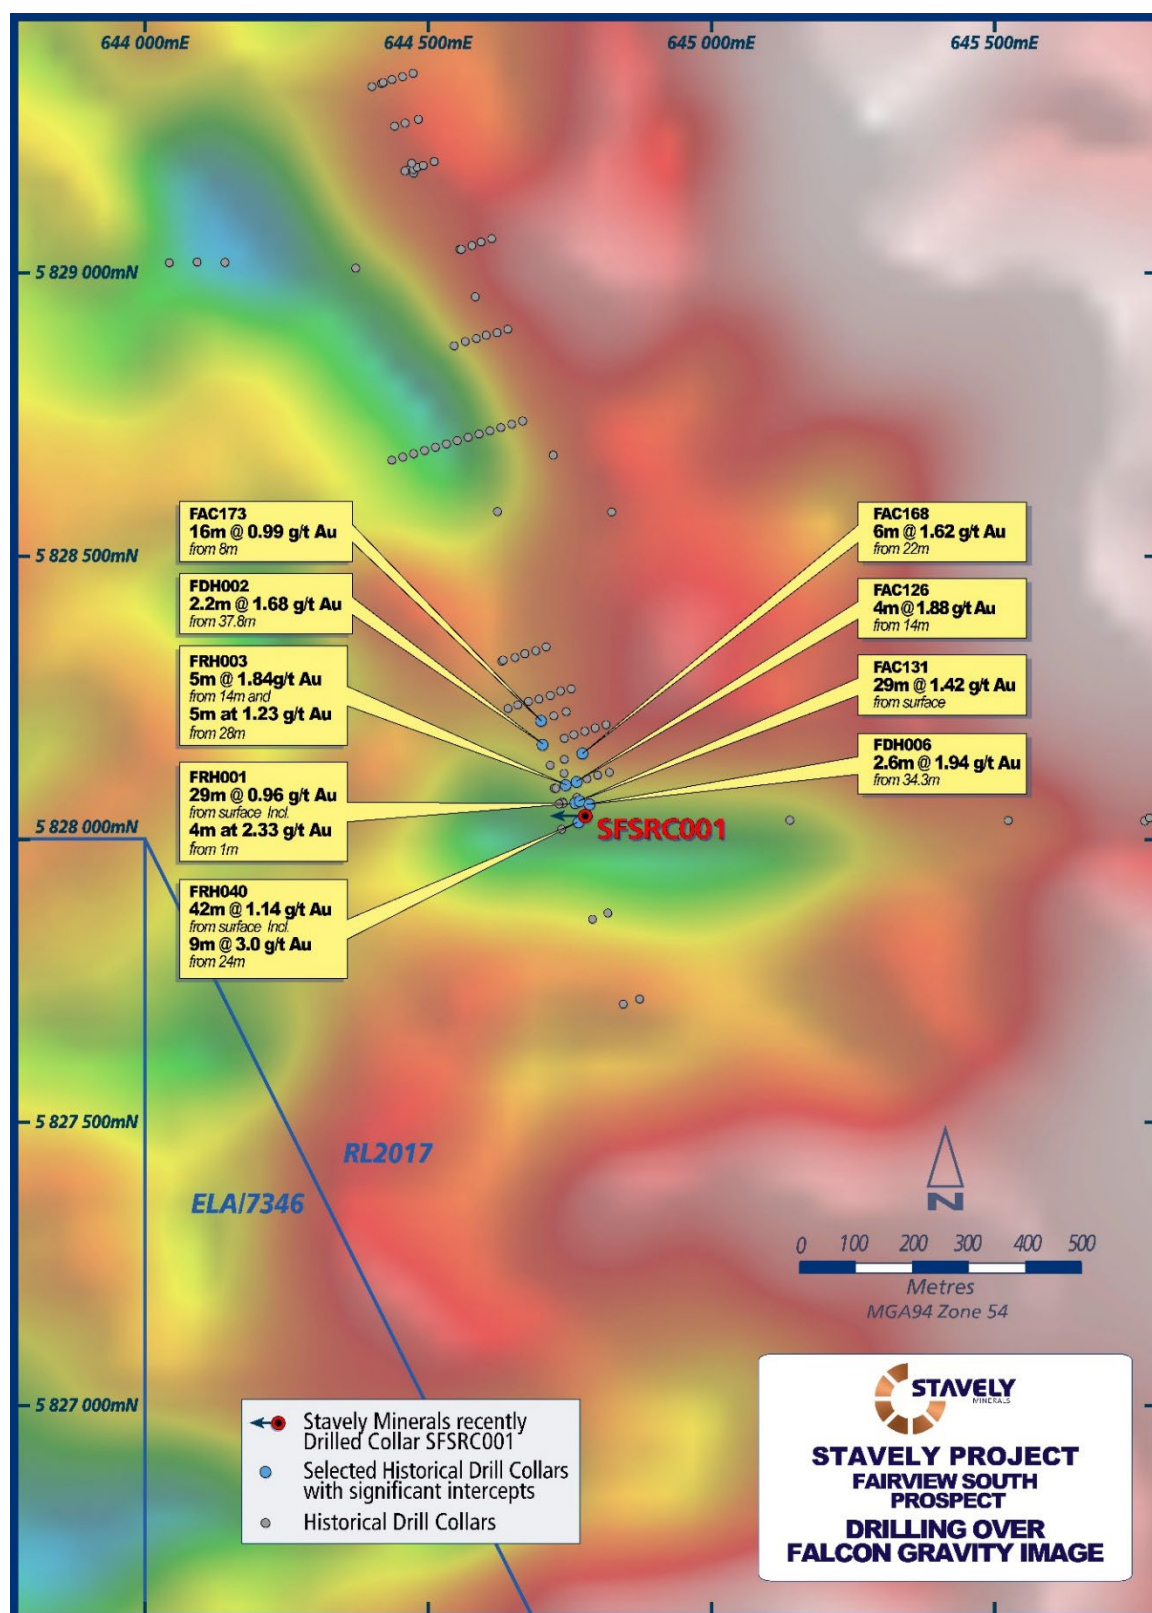 644 000mE
644 500mE
645 000mE
645 500mE
5 829 000mN
FAC173
16m @ 0.99 g/t Au
from 8m
FAC168
6m @ 1.62 g/t Au
from 22m
5 828 500mN
FDH002
2.2m @ 1.68 g/t Au
from 37.8m
FAC126
4m@1.88 g/t Au
from 14m
FRH003
5m @ 1.84g/t Au
from 14m and
5m at 1.23 g/t Au
from 28m
FAC131
29m @ 1.42 g/t Au
from surface
FDH006
2.6m @ 1.94 g/t Au
from 34.3m
FRH001
29m @ 0.96 g/t Au
from surface Incl.
4m at 2.33 g/t Au
from 1m
SFSRC001
5 828 000mN
FRH040
42m @ 1.14 g/t Au
from surface Incl.
9m @ 3.0 g/t Au
from 24m
5 827 500mN
RL2017
ELA/7346
N
0 100 200 300 400 500
Metres
MGA94 Zone 54
5 827 000mN
Stavely Minerals recently
Drilled Collar SFSRC001
Selected Historical Drill Collars
with significant intercepts
Historical Drill Collars
STAVELY
MINERALS
STAVELY PROJECT
FAIRVIEW SOUTH
PROSPECT
DRILLING OVER
FALCON GRAVITY IMAGE